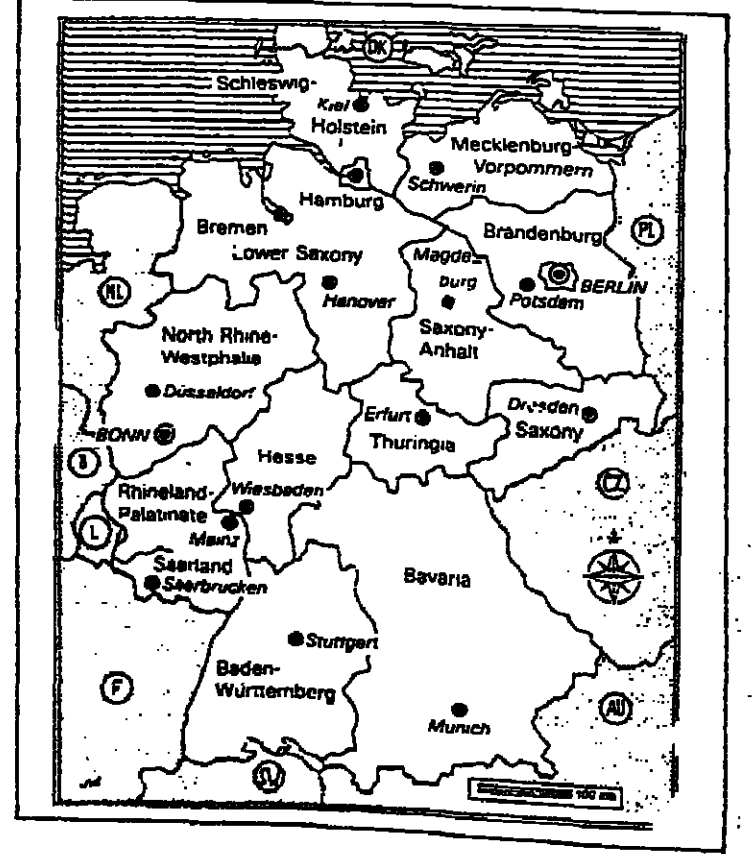 DK
Schleswig-
Kiel
Holstein
Mecklenburg-
Vorpommern
Schwerin
Hamburg
Bremen
Lower Saxony
Hanover
Magde-
burg
Saxony-
Anhalt
Brandenburg
BERLIN
Potsdam
PL
NL
North Rhine-
Westphalia
Düsseldorf
BONN
Erfurt
Thuringia
Dresden
Saxony
Hesse
Wiesbaden
B
L
Rhineland-
Palatinate
Mainz
Saarland
Saarbrucken
CZ
Bavaria
Stuttgart
Baden-
Württemberg
Munich
F
AU
SW
100